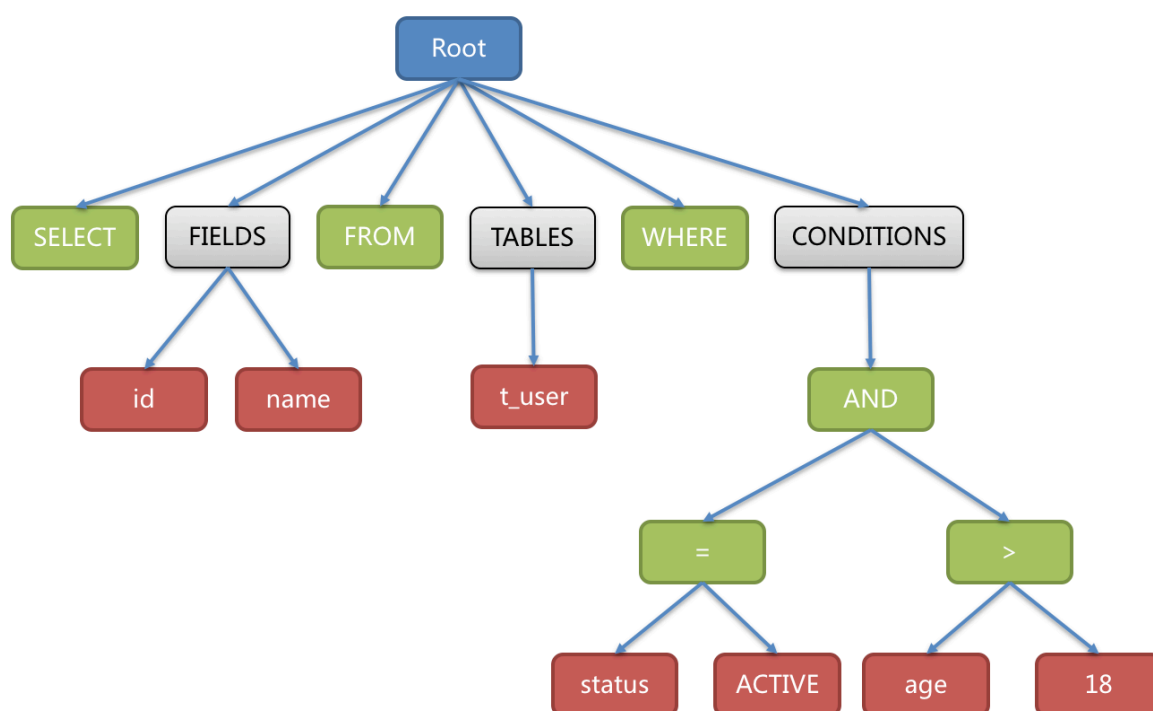 Root
SELECT FIELDS FROM TABLES WHERE CONDITIONS
id name t_user AND
= >
status ACTIVE age 18